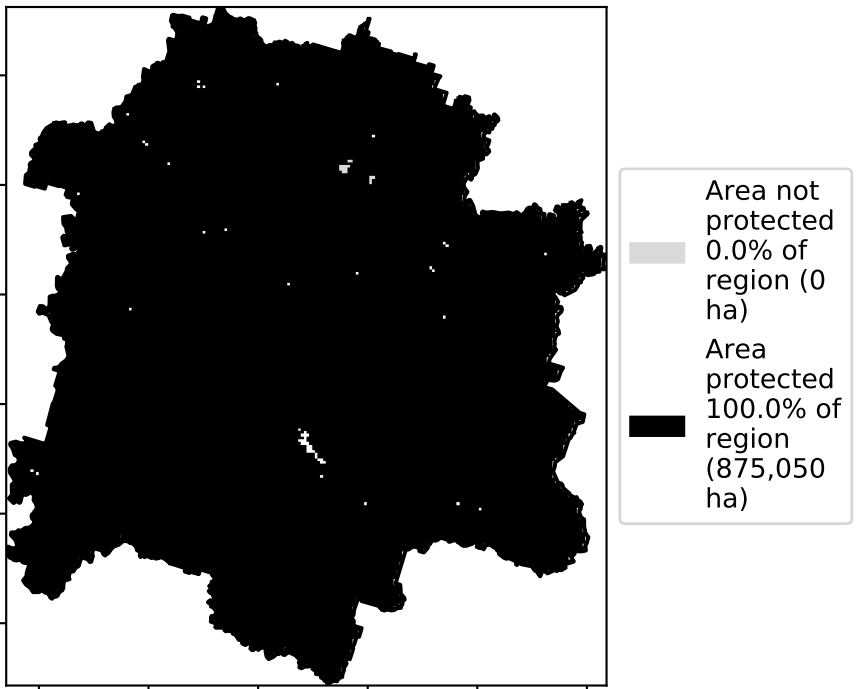 Area not
protected
0.0% of
region (0
ha)
Area
protected
100.0% of
region
(875,050
ha)